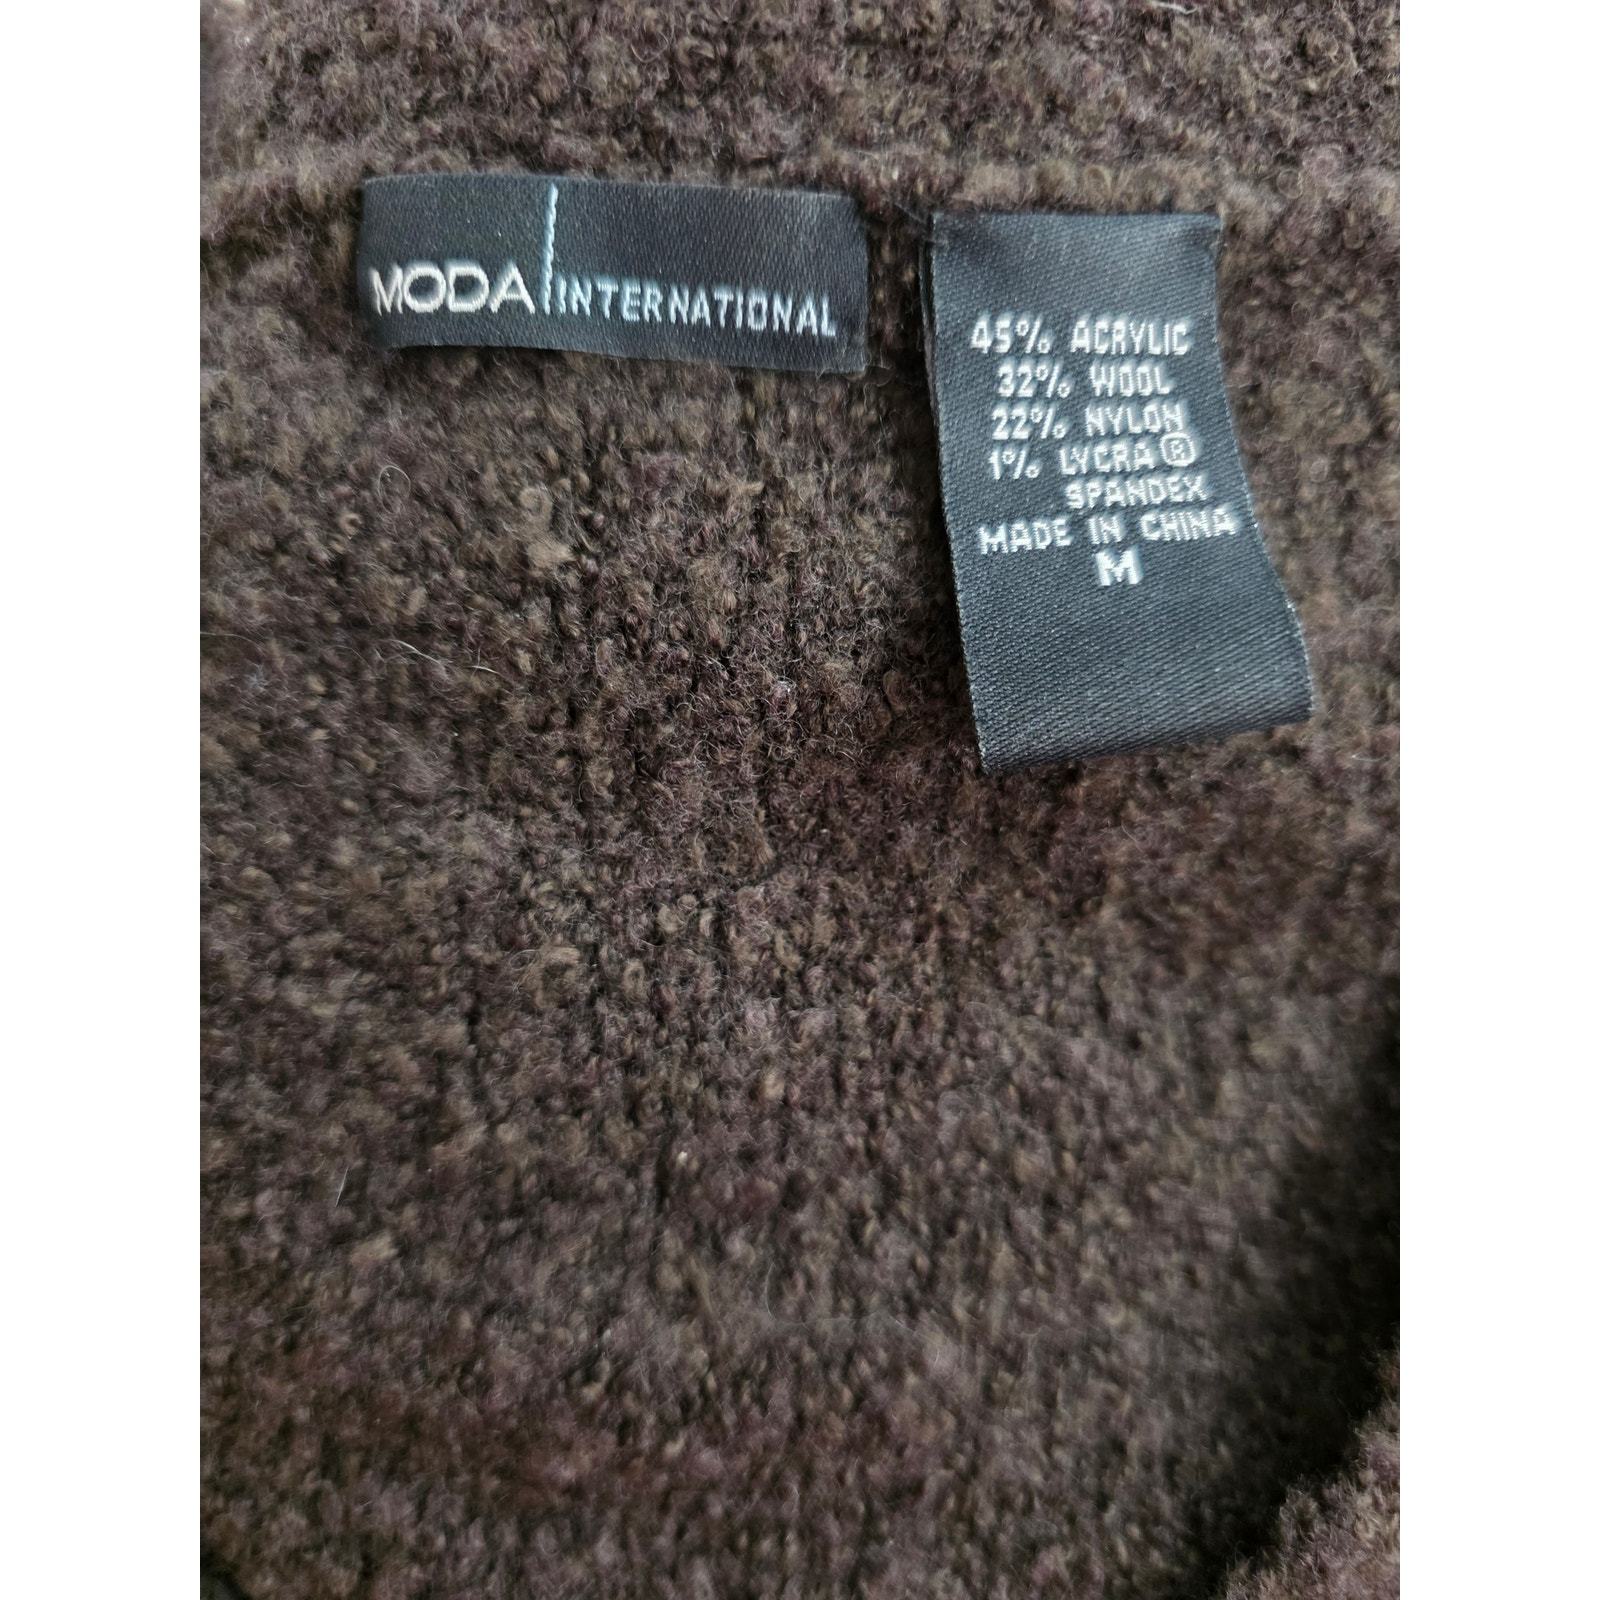 MODA INTERNATIONAL
45% ACRYLIC
32% WOOL
22% NYLON
1% LYCRA®
SPANDEX
MADE IN CHINA
M